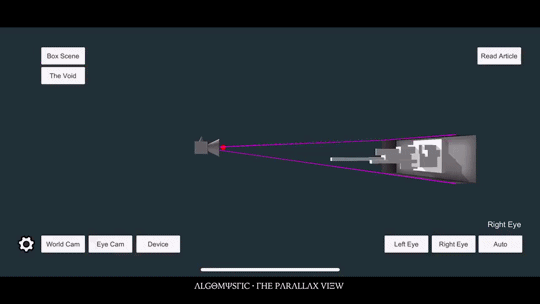 Box Scene
Read Article
The Void
Right Eye
World Cam
Eye Cam
Device
Left Eye
Right Eye
Auto
ALGOMYSTIC • THE PARALLAX VIEW